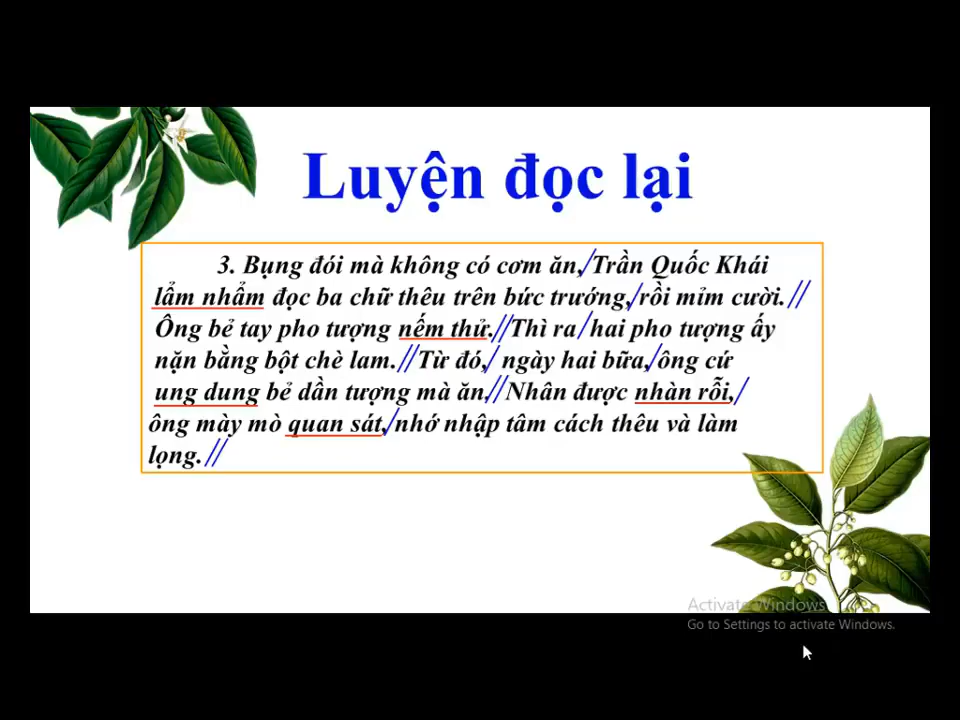 Luyện đọc lại
3. Bụng đói mà không có cơm ăn,/ Trần Quốc Khái
lẩm nhẩm đọc ba chữ thêu trên bức trướng,/ rồi mỉm cười. //
Ông bẻ tay pho tượng nếm thử.// Thì ra/ hai pho tượng ấy
nặn bằng bột chè lam.// Từ đó,/ ngày hai bữa,/ ông cứ
ung dung bẻ dần tượng mà ăn.// Nhân được nhàn rỗi,/
ông mày mò quan sát,/ nhớ nhập tâm cách thêu và làm
lọng.//
Activate Windows
Go to Settings to activate Windows.